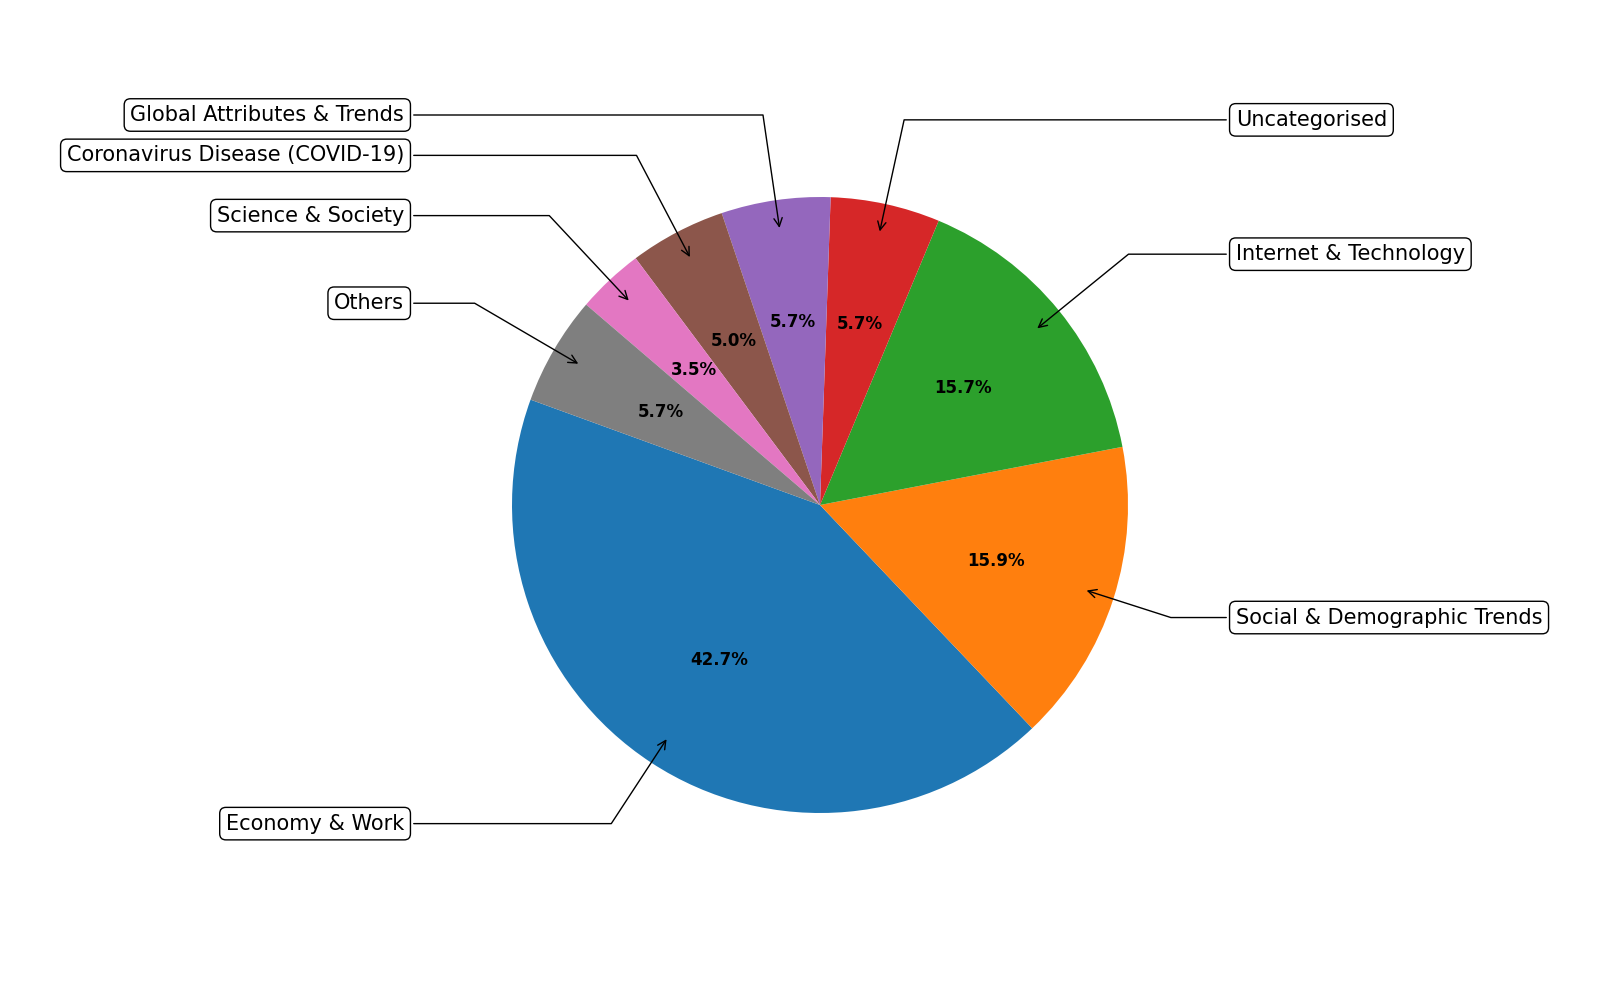 Global Attributes & Trends
Uncategorised
Coronavirus Disease (COVID-19)
Science & Society
Internet & Technology
Others
5.7%
5.7%
5.0%
3.5%
15.7%
5.7%
15.9%
Social & Demographic Trends
42.7%
Economy & Work